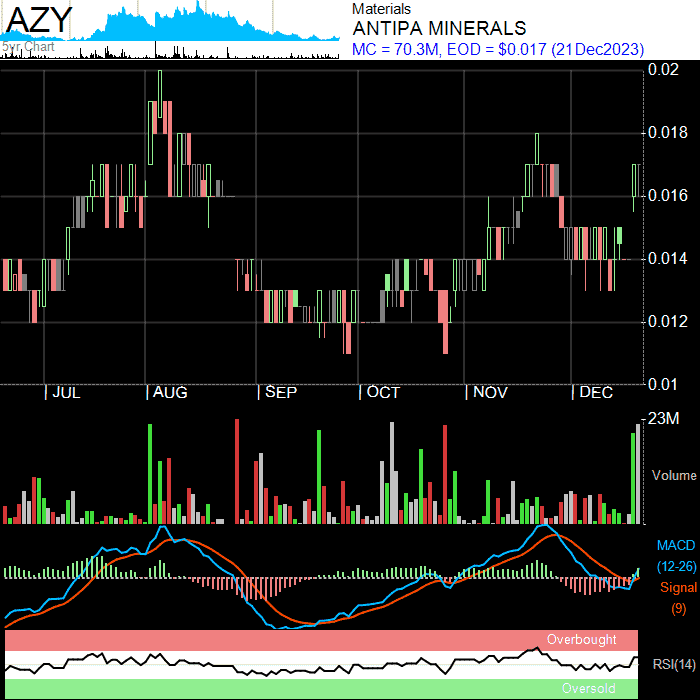 AZY
5yr Chart
Materials
ANTIPA MINERALS
MC = 70.3M, EOD = $0.017 (21Dec2023)
0.02
0.018
0.016
0.014
0.012
0.01
JUL
AUG
SEP
OCT
NOV
DEC
23M
Volume
MACD
(12-26)
Signal
(9)
Overbought
RSI(14)
Oversold